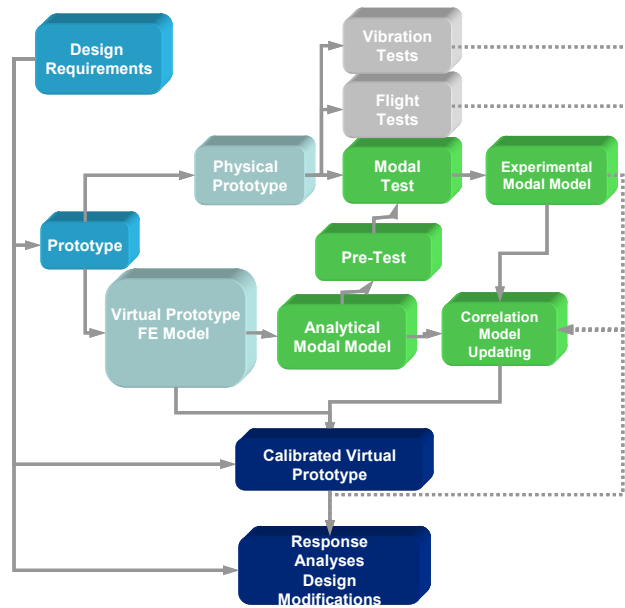 Design
Requirements
Vibration
Tests
Flight
Tests
Physical
Prototype
Modal
Test
Experimental
Modal Model
Prototype
Pre-Test
Virtual Prototype
FE Model
Analytical
Modal Model
Correlation
Model
Updating
Calibrated Virtual
Prototype
Response
Analyses
Design
Modifications